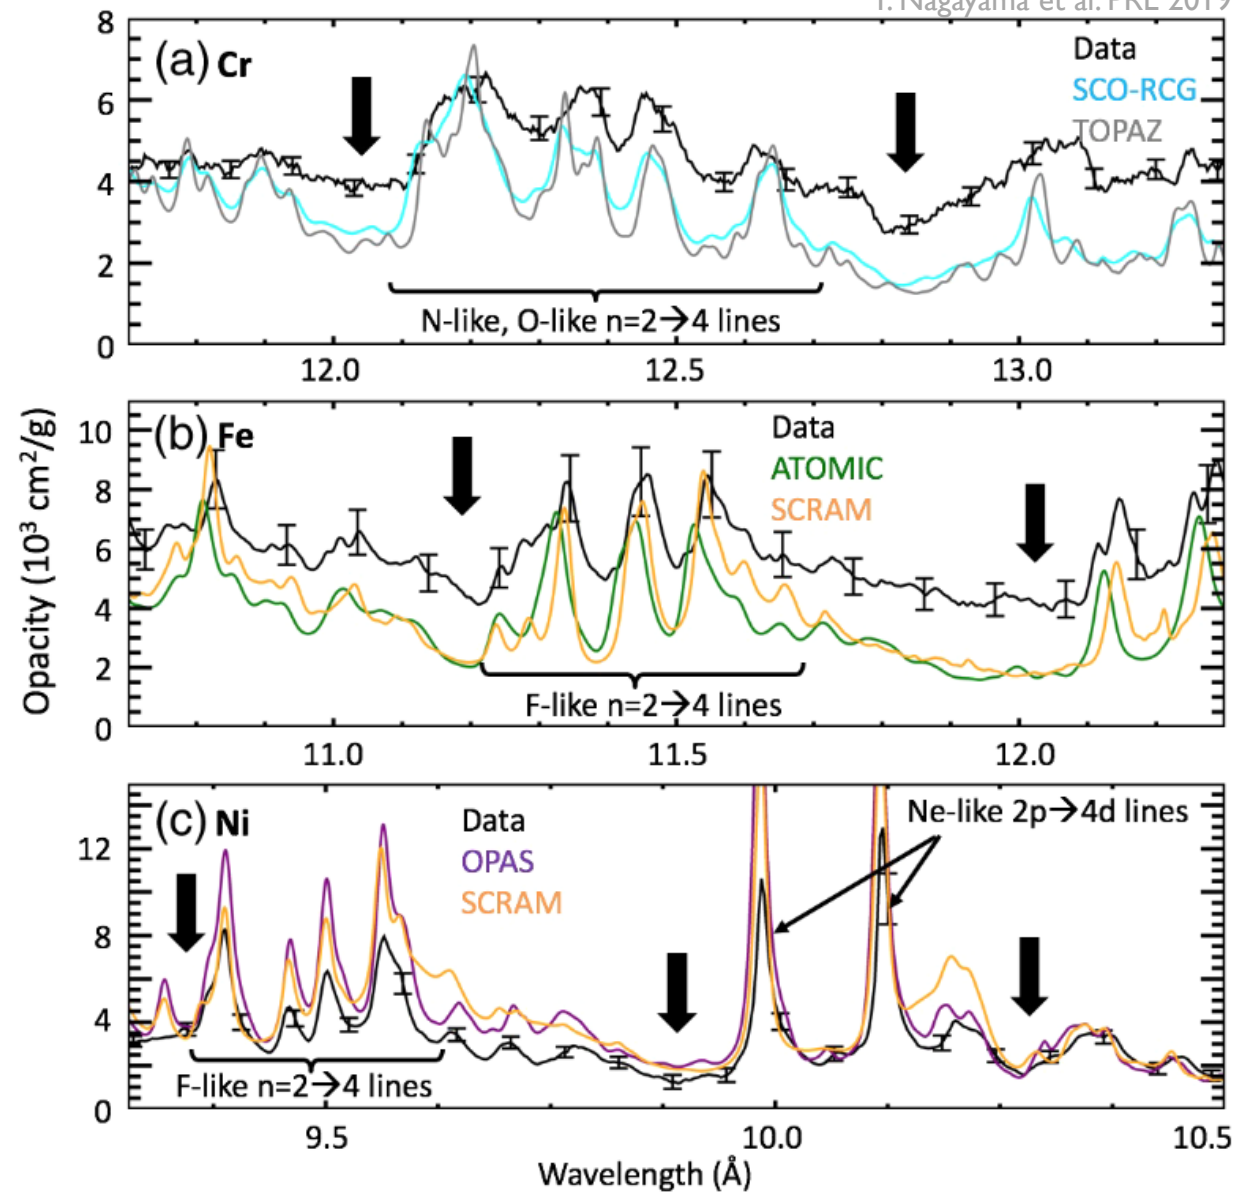 T. Nagayama et al. PRL 2019
(a) Cr
Data
SCO-RCG
TOPAZ
N-like, O-like n=2→4 lines
8
6
4
2
0
12.0 12.5 13.0
(b) Fe
Data
ATOMIC
SCRAM
F-like n=2→4 lines
10
8
6
4
2
0
11.0 11.5 12.0
Opacity (10³ cm²/g)
(c) Ni
Data
OPAS
SCRAM
Ne-like 2p→4d lines
F-like n=2→4 lines
12
8
4
0
9.5 10.0 10.5
Wavelength (Å)